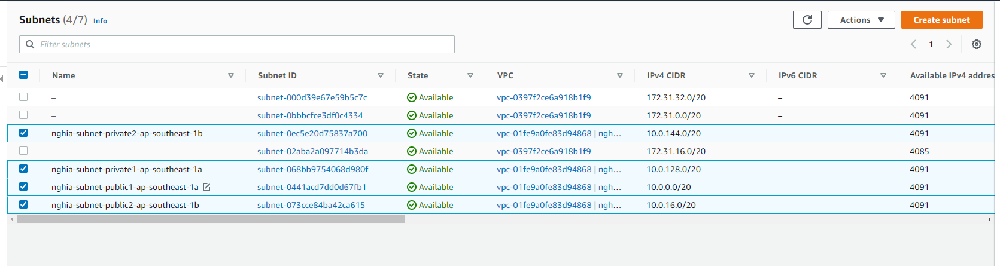 Subnets (4/7) Info Actions Create subnet
Filter subnets 1
Name Subnet ID State VPC IPv4 CIDR IPv6 CIDR Available IPv4 addres
– subnet-000d39e67e59b5c7c Available vpc-0397f2ce6a918b1f9 172.31.32.0/20 – 4091
– subnet-0bbbcfce3df0c4334 Available vpc-0397f2ce6a918b1f9 172.31.0.0/20 – 4091
nghia-subnet-private2-ap-southeast-1b subnet-0ec5e20d75837a700 Available vpc-01fe9a0fe83d94868 | ngh... 10.0.144.0/20 – 4091
– subnet-02aba2a097714b3da Available vpc-0397f2ce6a918b1f9 172.31.16.0/20 – 4085
nghia-subnet-private1-ap-southeast-1a subnet-068bb9754068d980f Available vpc-01fe9a0fe83d94868 | ngh... 10.0.128.0/20 – 4091
nghia-subnet-public1-ap-southeast-1a subnet-0441acd7dd0d67fb1 Available vpc-01fe9a0fe83d94868 | ngh... 10.0.0.0/20 – 4091
nghia-subnet-public2-ap-southeast-1b subnet-073cce84ba42ca615 Available vpc-01fe9a0fe83d94868 | ngh... 10.0.16.0/20 – 4091